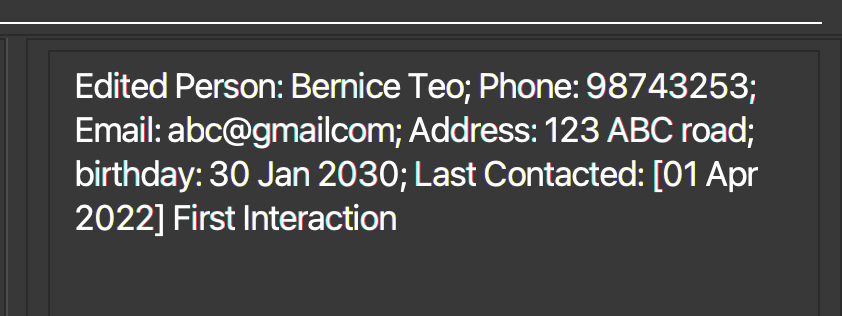 Edited Person: Bernice Teo; Phone: 98743253;
Email: abc@gmailcom; Address: 123 ABC road;
birthday: 30 Jan 2030; Last Contacted: [01 Apr
2022] First Interaction